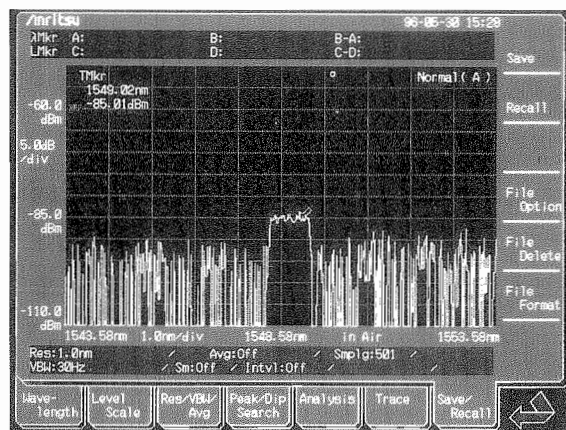 /Inritsu 96-05-30 15:29
λMkr A: B: B-A:
LMkr C: D: C-D:
Save
TMkr Normal( A )
1549.02nm
-85.01dBm
-60.0
dBm
Recall
5.0dB
/div
File
Option
-85.0
dBm
File
Delete
File
Format
-110.0
dBm
1543.58nm 1.0nm/div 1548.58nm in Air 1553.58nm
Res:1.0nm / Avg:Off / Smplg:501 /
VBW:30Hz / Sm:Off / Intvl:Off /
Wave-
length
Level
Scale
Res/VBW/
Avg
Peak/Dip
Search
Analysis
Trace
Save/
Recall